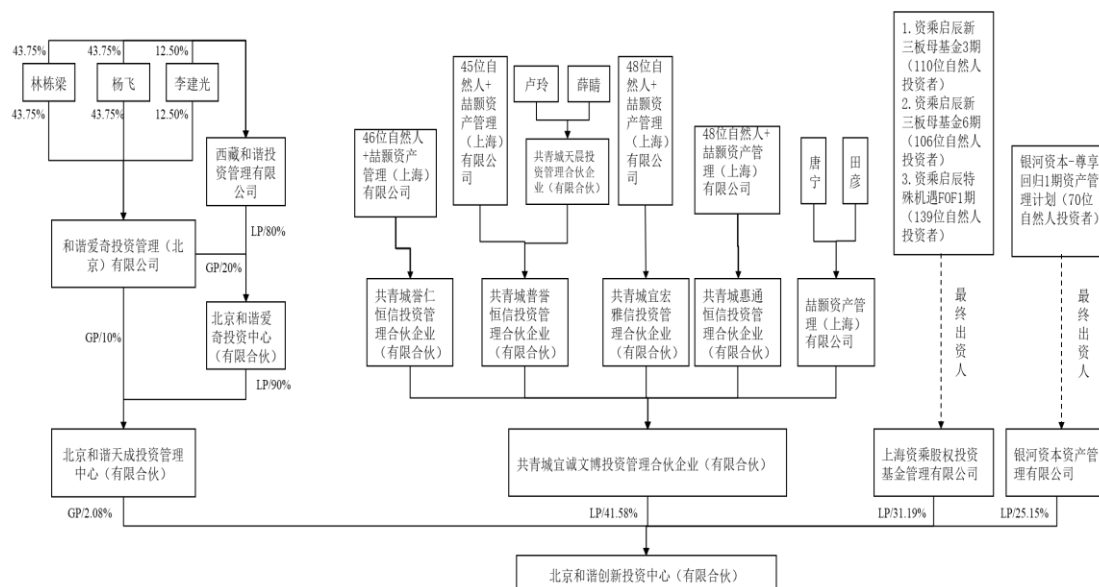 43.75%
43.75%
12.50%
林栋梁
杨飞
李建光
43.75%
43.75%
12.50%
西藏和谐投
资管理有限
公司
LP/80%
和谐爱奇投资管理（北
京）有限公司
GP/20%
北京和谐爱
奇投资中心
（有限合伙）
GP/10%
LP/90%
北京和谐天成投资管理
中心（有限合伙）
GP/2.08%
46位自然人
+喆颢资产
管理（上海）
有限公司
45位自
然人+
喆颢资
产管理
（上海）
有限公
司
卢玲
薛晴
共青城天晨投
资管理合伙企
业（有限合伙）
48位自
然人+
喆颢资
产管理
（上海）
有限公
司
48位自然人+
喆颢资产管
理（上海）有
限公司
唐
宁
田
彦
共青城誉仁
恒信投资管
理合伙企业
（有限合伙）
共青城普誉
恒信投资管
理合伙企业
（有限合伙）
共青城宜宏
雅信投资管
理合伙企业
（有限合伙）
共青城惠通
恒信投资管
理合伙企业
（有限合伙）
喆颢资产管
理（上海）
有限公司
共青城宜诚文博投资管理合伙企业（有限合伙）
LP/41.58%
1. 资乘启辰新
三板母基金3期
（110位自然人
投资者）
2. 资乘启辰新
三板母基金6期
（106位自然人
投资者）
3. 资乘启辰特
殊机遇FOF1期
（139位自然人
投资者）
最
终
出
资
人
上海资乘股权投资
基金管理有限公司
LP/31.19%
银河资本-尊享
回归1期资产管
理计划（70位
自然人投资者）
最
终
出
资
人
银河资本资产管
理有限公司
LP/25.15%
北京和谐创新投资中心（有限合伙）